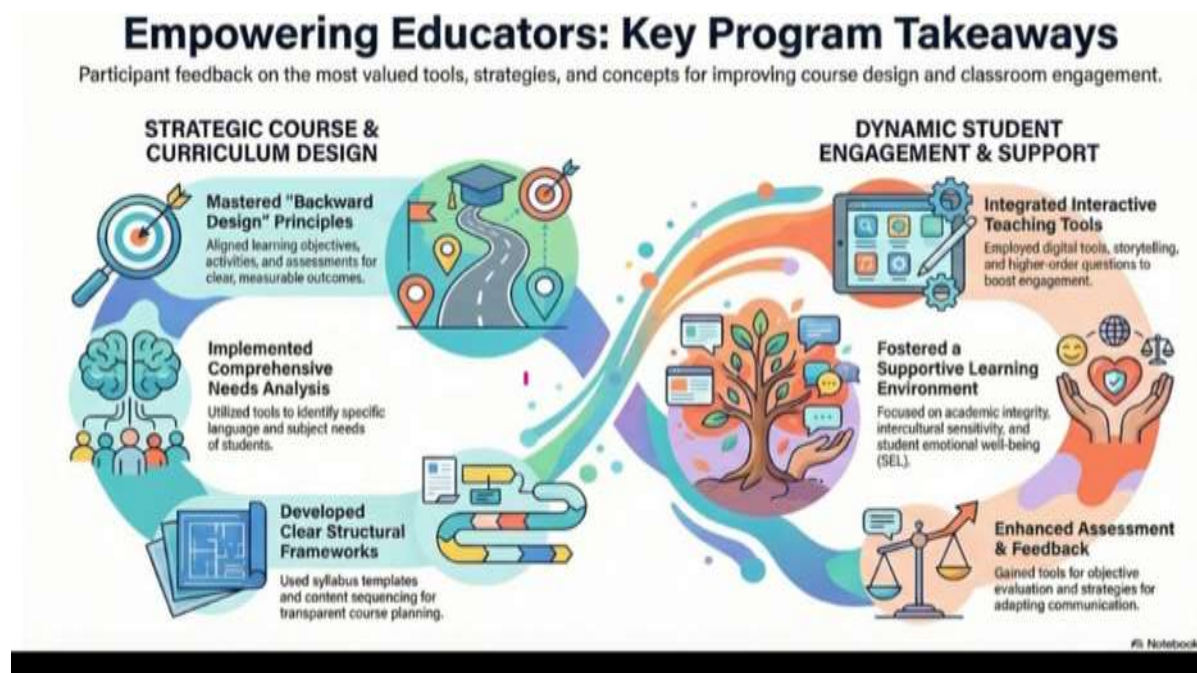 Empowering Educators: Key Program Takeaways
Participant feedback on the most valued tools, strategies, and concepts for improving course design and classroom engagement.
STRATEGIC COURSE &
CURRICULUM DESIGN
Mastered "Backward
Design" Principles
Aligned learning objectives,
activities, and assessments for
clear, measurable outcomes.
Implemented
Comprehensive
Needs Analysis
Utilized tools to identify specific
language and subject needs
of students.
Developed
Clear Structural
Frameworks
Used syllabus templates
and content sequencing for
transparent course planning.
DYNAMIC STUDENT
ENGAGEMENT & SUPPORT
Integrated Interactive
Teaching Tools
Employed digital tools, storytelling,
and higher-order questions to
boost engagement.
Fostered a
Supportive Learning
Environment
Focused on academic integrity,
intercultural sensitivity, and
student emotional well-being
(SEL).
Enhanced Assessment
& Feedback
Gained tools for objective
evaluation and strategies for
adapting communication.
Notebook